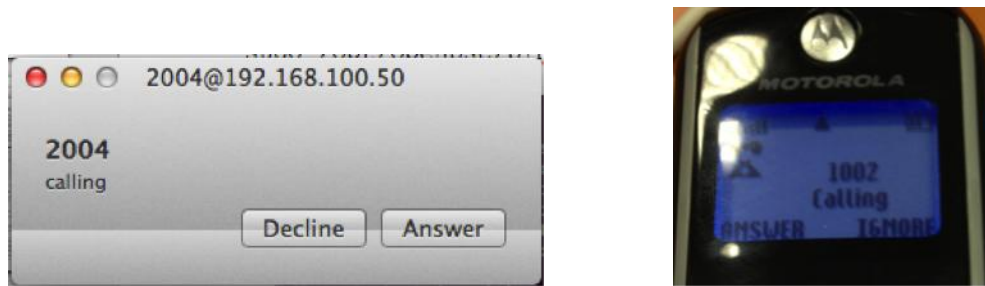 2004@192.168.100.50
2004
calling
Decline Answer
MOTOROLA
1002
Calling
ANSWER IGNORE